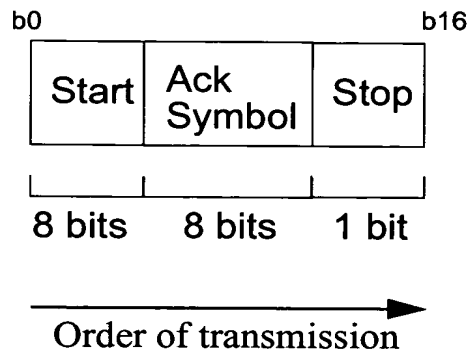 b0 b16
Start Ack Symbol Stop
8 bits 8 bits 1 bit
Order of transmission